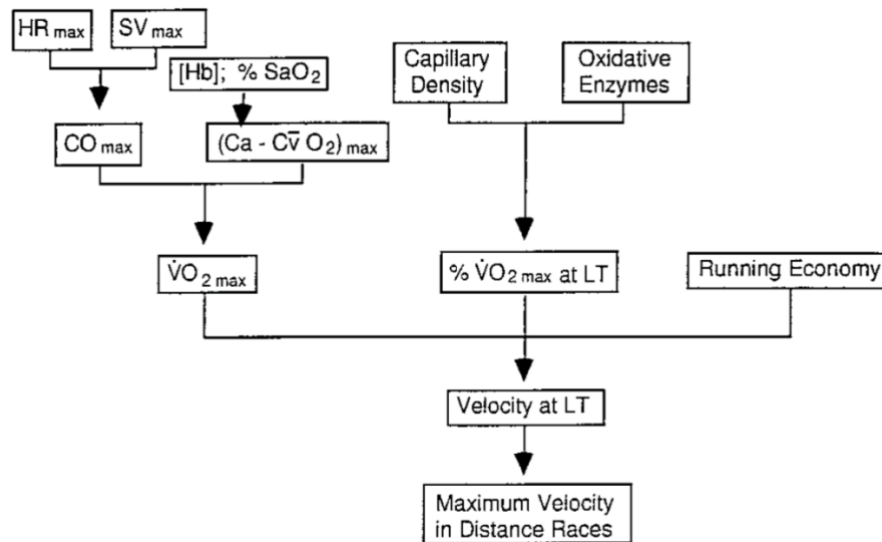 HR max
SV max
[Hb]; % SaO2
Capillary
Density
Oxidative
Enzymes
CO max
(Ca - Cv̄ O2) max
V̇O2 max
% V̇O2 max at LT
Running Economy
Velocity at LT
Maximum Velocity
in Distance Races